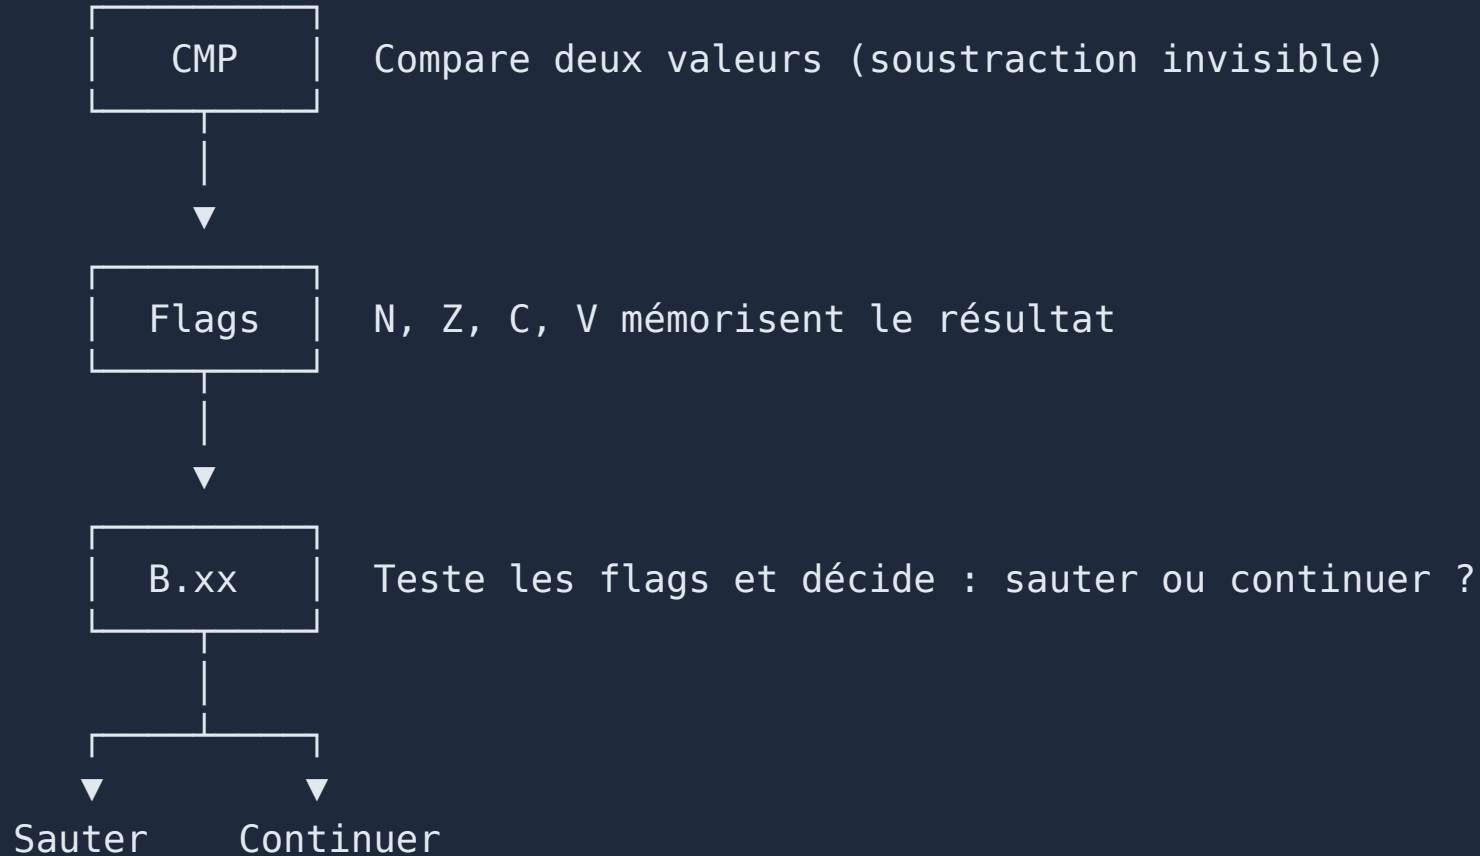 CMP Compare deux valeurs (soustraction invisible)
Flags N, Z, C, V mémorisent le résultat
B.xx Teste les flags et décide : sauter ou continuer ?
Sauter Continuer